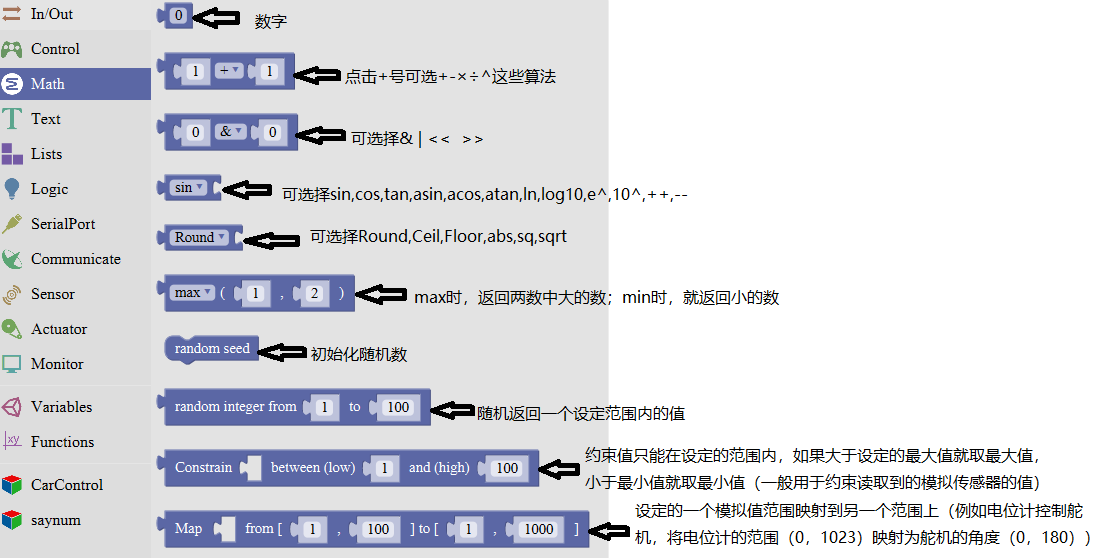 In/Out
Control
Math
Text
Lists
Logic
SerialPort
Communicate
Sensor
Actuator
Monitor
Variables
xy
Functions
CarControl
saynum
0 数字
1 + 1 点击+号可选+-×÷^这些算法
0 & 0 可选择& | << >>
sin 可选择sin,cos,tan,asin,acos,atan,ln,log10,e^,10^,++,--
Round 可选择Round,Ceil,Floor,abs,sq,sqrt
max ( 1 , 2 ) max时，返回两数中大的数；min时，就返回小的数
random seed 初始化随机数
random integer from 1 to 100 随机返回一个设定范围内的值
Constrain between (low) 1 and (high) 100
约束值只能在设定的范围内，如果大于设定的最大值就取最大值，
小于最小值就取最小值（一般用于约束读取到的模拟传感器的值）
Map from [ 1 , 100 ] to [ 1 , 1000 ]
设定的一个模拟值范围映射到另一个范围上（例如电位计控制舵
机，将电位计的范围（0，1023）映射为舵机的角度（0，180））